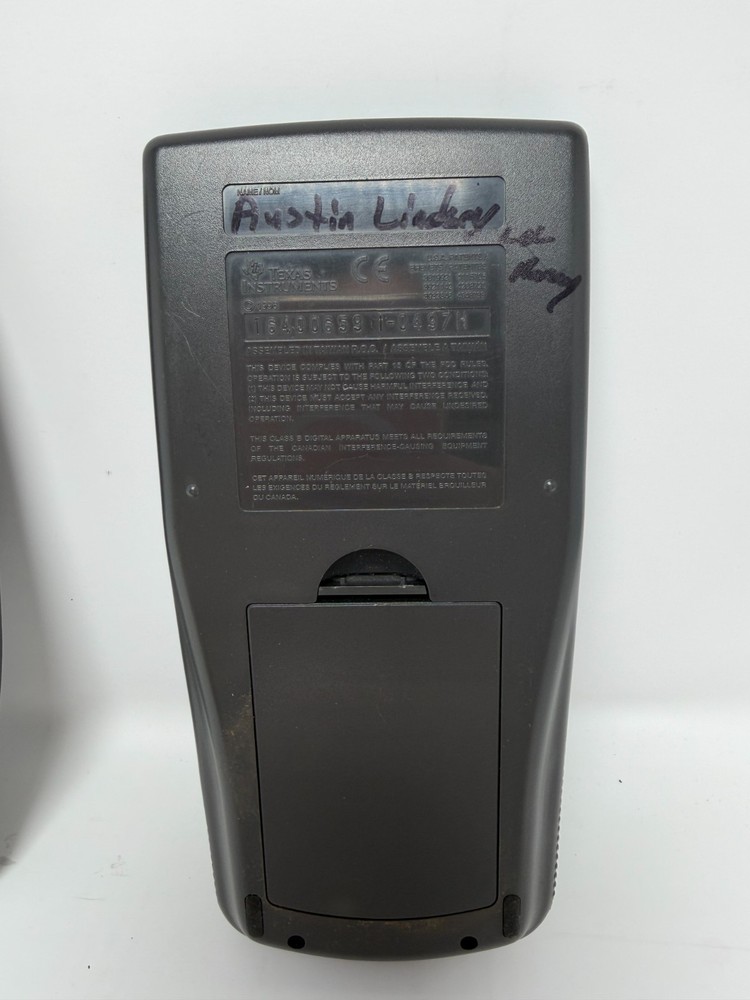 NAME/NOM
Austin Lindsay
TEXAS
INSTRUMENTS
CE
I-0497H
ASSEMBLED IN TAIWAN R.O.C. / ASSEMBLÉ À TAIWAN
THIS DEVICE COMPLIES WITH PART 15 OF THE FCC RULES.
OPERATION IS SUBJECT TO THE FOLLOWING TWO CONDITIONS:
(1) THIS DEVICE MAY NOT CAUSE HARMFUL INTERFERENCE AND
(2) THIS DEVICE MUST ACCEPT ANY INTERFERENCE RECEIVED,
INCLUDING INTERFERENCE THAT MAY CAUSE UNDESIRED
OPERATION.
THIS CLASS B DIGITAL APPARATUS MEETS ALL REQUIREMENTS
OF THE CANADIAN INTERFERENCE-CAUSING EQUIPMENT
REGULATIONS.
CET APPAREIL NUMÉRIQUE DE LA CLASSE B RESPECTE TOUTES
LES EXIGENCES DU RÈGLEMENT SUR LE MATÉRIEL BROUILLEUR
DU CANADA.